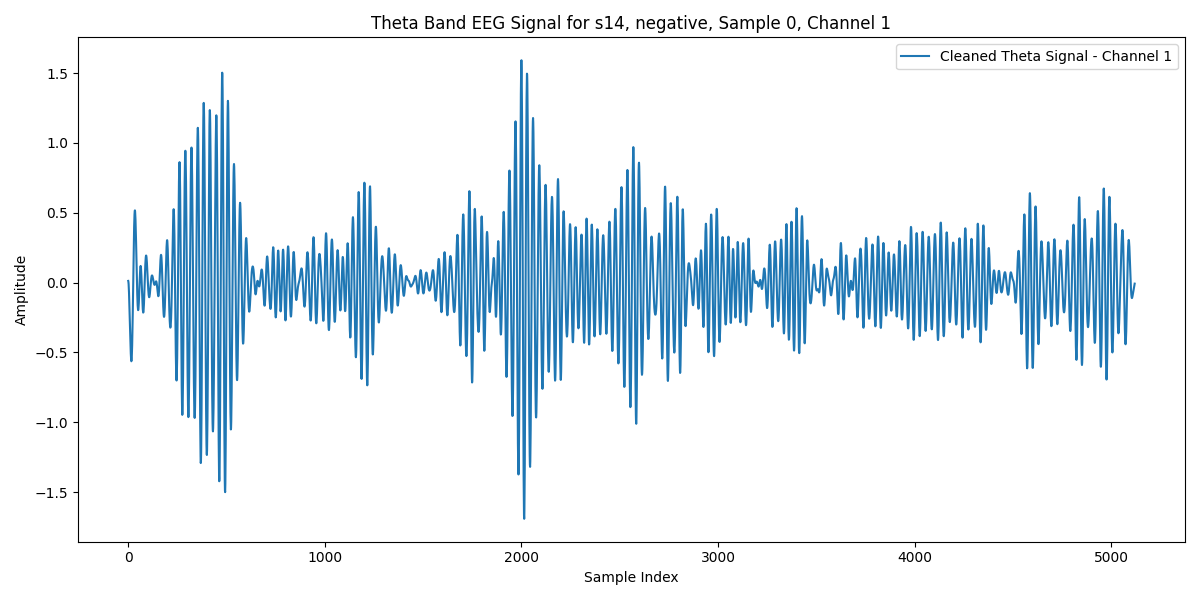 Theta Band EEG Signal for s14, negative, Sample 0, Channel 1
Cleaned Theta Signal - Channel 1
1.5
1.0
0.5
0.0
−0.5
−1.0
−1.5
Amplitude
0 1000 2000 3000 4000 5000
Sample Index